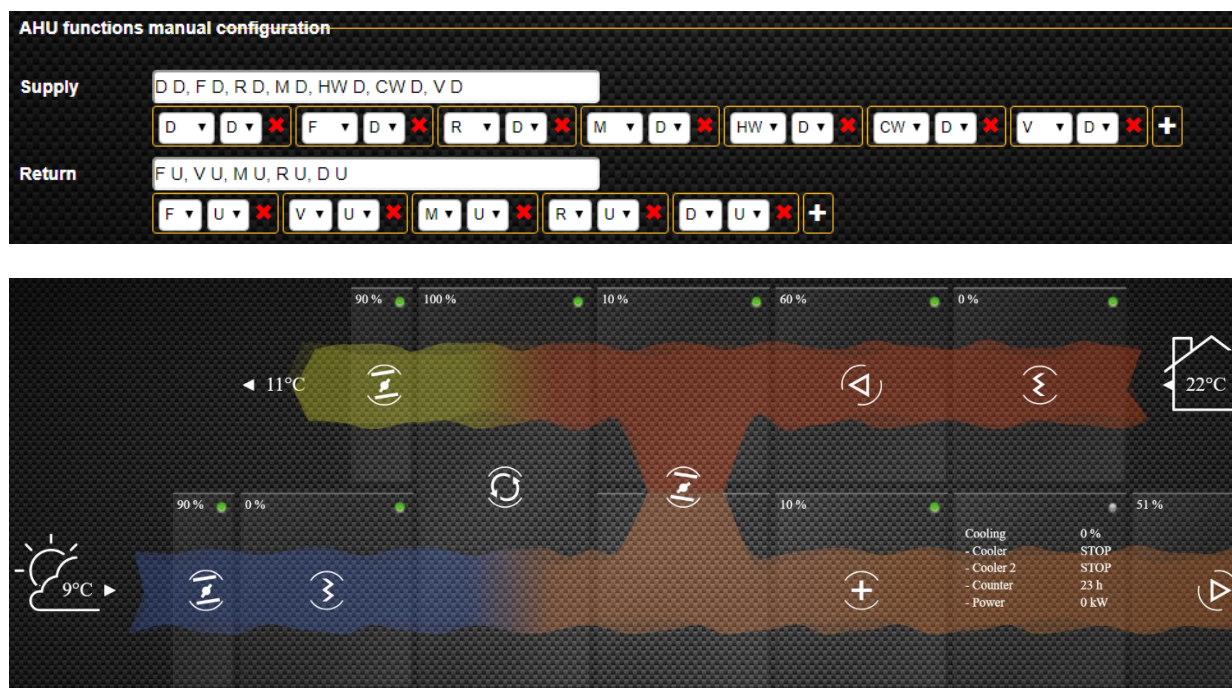 AHU functions manual configuration
Supply
D D, F D, R D, M D, HW D, CW D, V D
D D F D R D M D HW D CW D V D
Return
F U, V U, M U, R U, D U
F U V U M U R U D U
90 % 100 % 10 % 60 % 0 %
11°C 22°C
90 % 0 % 10 % 51 %
Cooling 0 %
- Cooler STOP
- Cooler 2 STOP
- Counter 23 h
- Power 0 kW
9°C